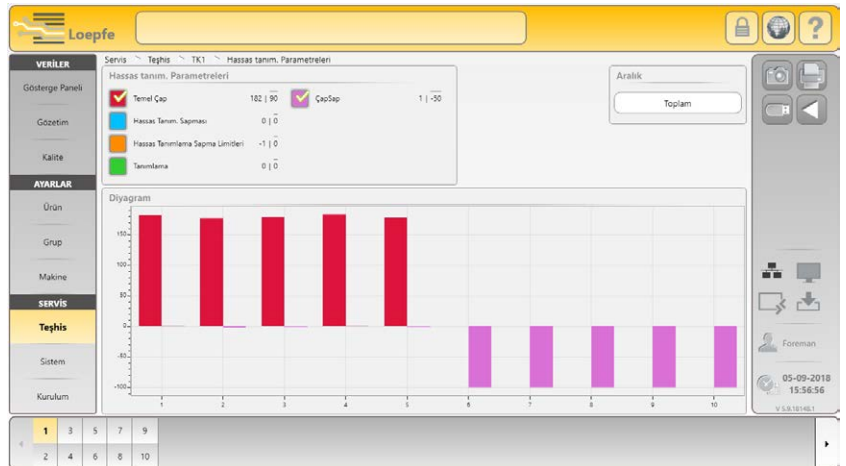 Loepfe
?
VERİLER
Gösterge Paneli
Gözetim
Kalite
AYARLAR
Ürün
Grup
Makine
SERVİS
Teşhis
Sistem
Kurulum
Servis Teşhis TK1 Hassas tanım. Parametreleri
Hassas tanım. Parametreleri
Temel Çap 182 | 90 ÇapSap 1 | -50
Hassas Tanım. Sapması 0 | 0
Hassas Tanımlama Sapma Limitleri -1 | 0
Tanımlama 0 | 0
Aralık
Toplam
Diyagram
150
100
50
0
-50
-100
1 2 3 4 5 6 7 8 9 10
Foreman
05-09-2018
15:56:56
V 5.8.18148.1
1 3 5 7 9
2 4 6 8 10